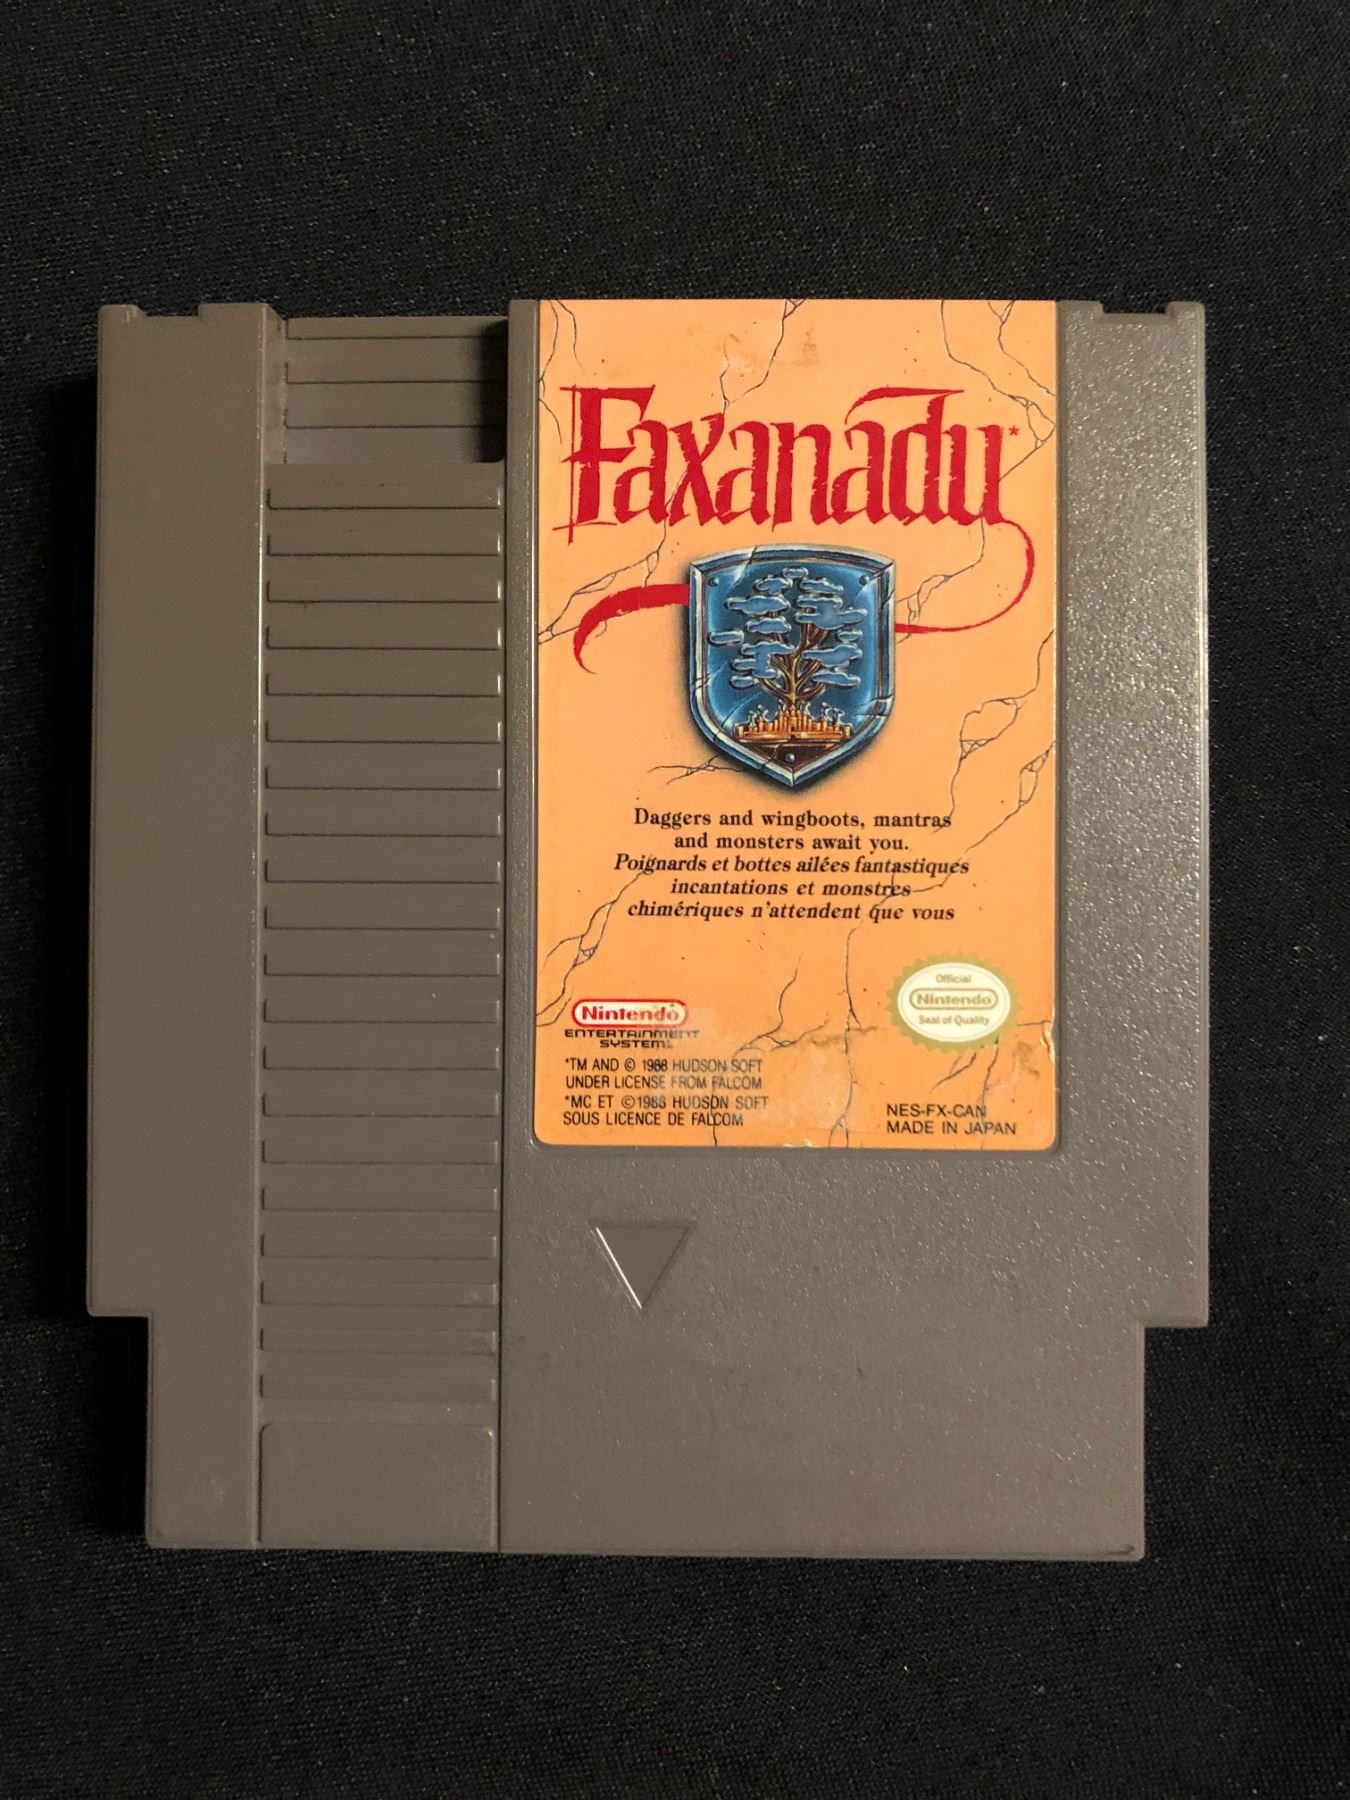 Faxanadu*
Daggers and wingboots, mantras
and monsters await you.
Poignards et bottes ailées fantastiques
incantations et monstres
chimériques n'attendent que vous
Official
Nintendo
Seal of Quality
Nintendo
ENTERTAINMENT
SYSTEM
*TM AND © 1988 HUDSON SOFT
UNDER LICENSE FROM FALCOM
*MC ET ©1988 HUDSON SOFT
SOUS LICENCE DE FALCOM
NES-FX-CAN
MADE IN JAPAN